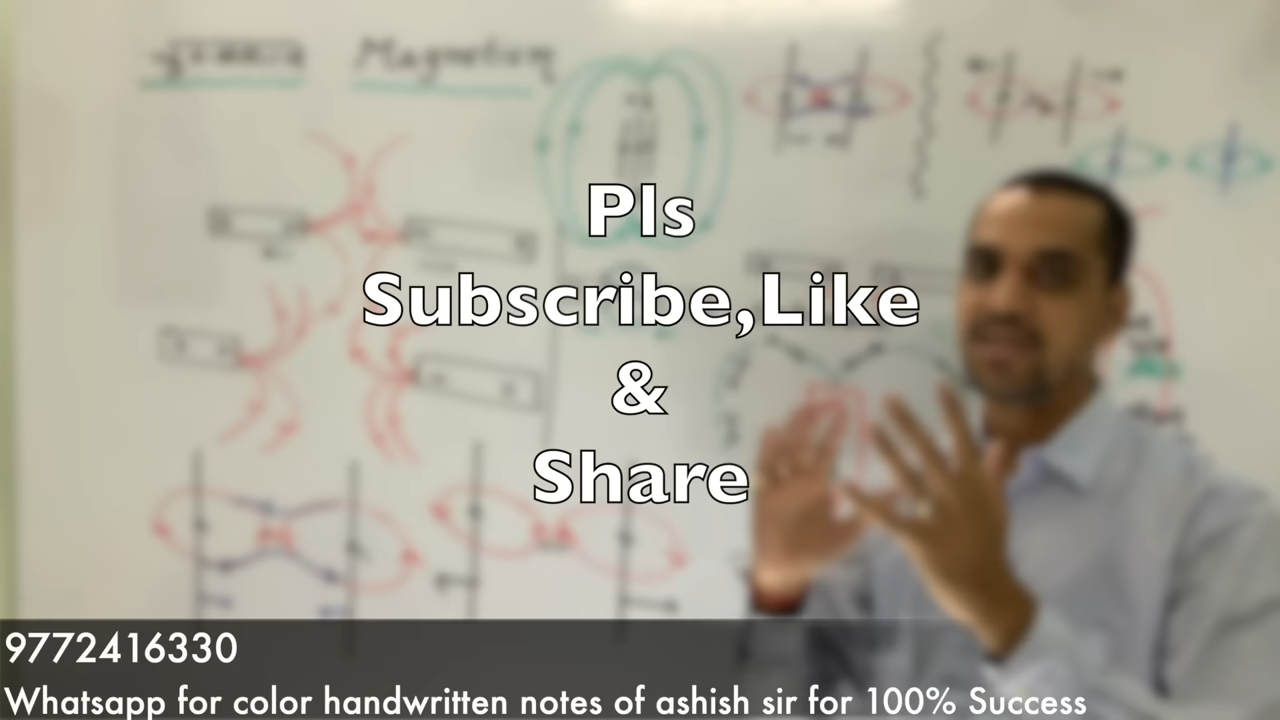 Magnetism
Pls
Subscribe,Like
&
Share
9772416330
Whatsapp for color handwritten notes of ashish sir for 100% Success